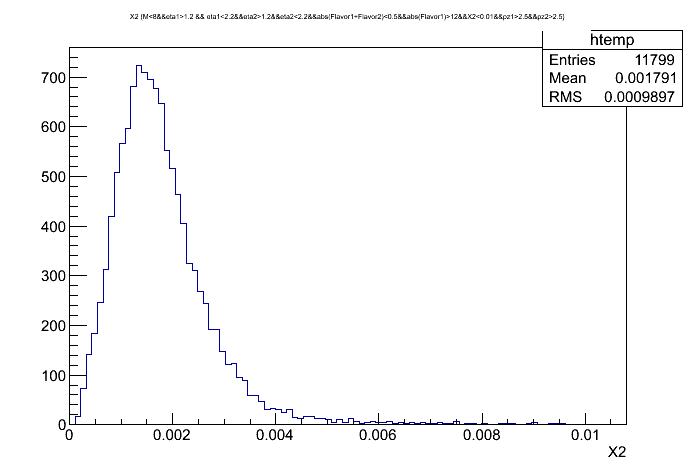 X2 {M<8&&eta1>1.2 && eta1<2.2&&eta2>1.2&&eta2<2.2&&abs(Flavor1+Flavor2)<0.5&&abs(Flavor1)>12&&X2<0.01&&pz1>2.5&&pz2>2.5}
htemp
Entries 11799
Mean 0.001791
RMS 0.0009897
700
600
500
400
300
200
100
0
0 0.002 0.004 0.006 0.008 0.01
X2